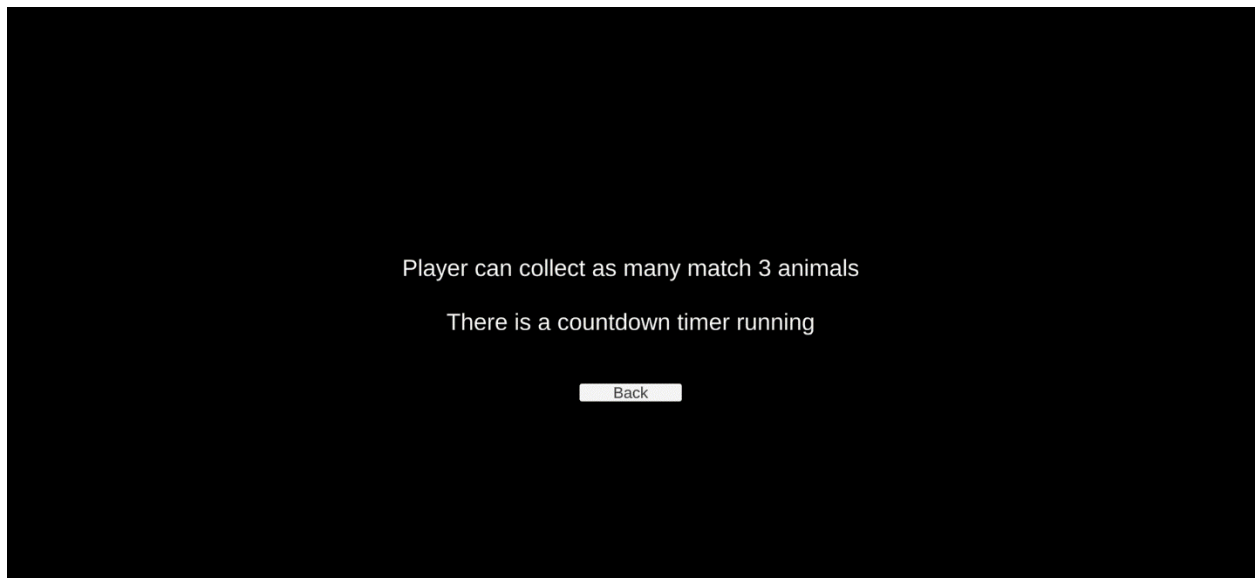 Player can collect as many match 3 animals
There is a countdown timer running
Back